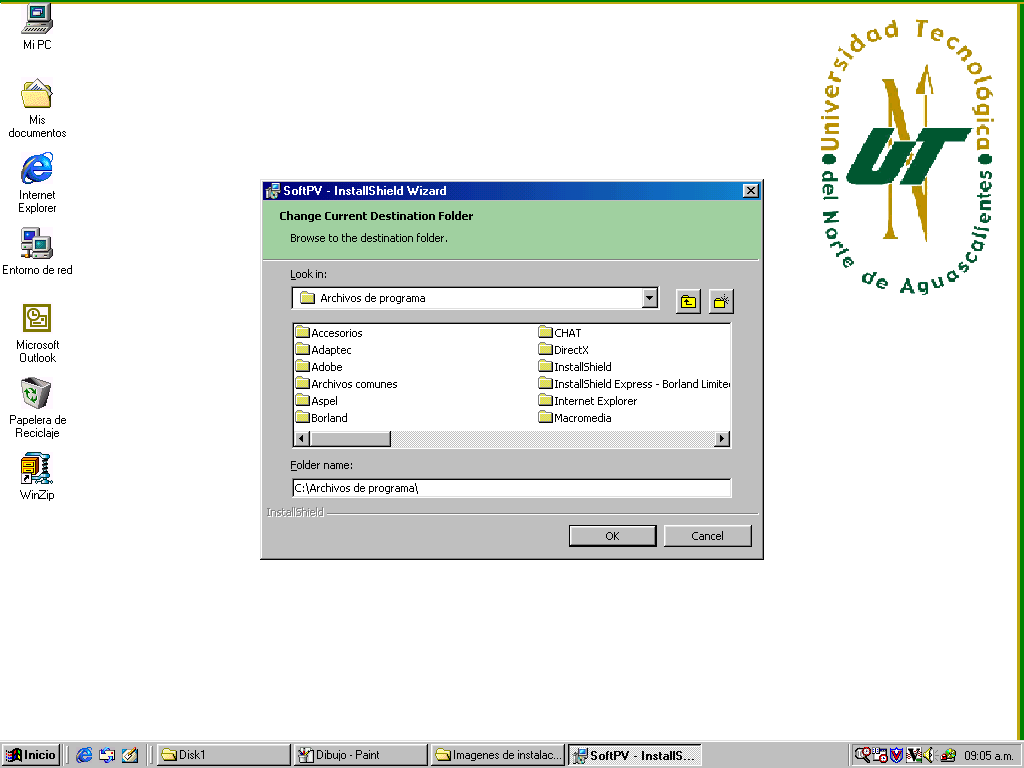 Mi PC
Mis
documentos
Internet
Explorer
Entorno de red
Microsoft
Outlook
Papelera de
Reciclaje
WinZip
Universidad Tecnológica
del Norte de Aguascalientes
UT
N
SoftPV - InstallShield Wizard
Change Current Destination Folder
Browse to the destination folder.
Look in:
Archivos de programa
Accesorios
Adaptec
Adobe
Archivos comunes
Aspel
Borland
CHAT
DirectX
InstallShield
InstallShield Express - Borland Limite
Internet Explorer
Macromedia
Folder name:
C:\Archivos de programa\
InstallShield
OK
Cancel
Inicio
Disk1
Dibujo - Paint
Imagenes de instalac...
SoftPV - InstallS...
09:05 a.m.